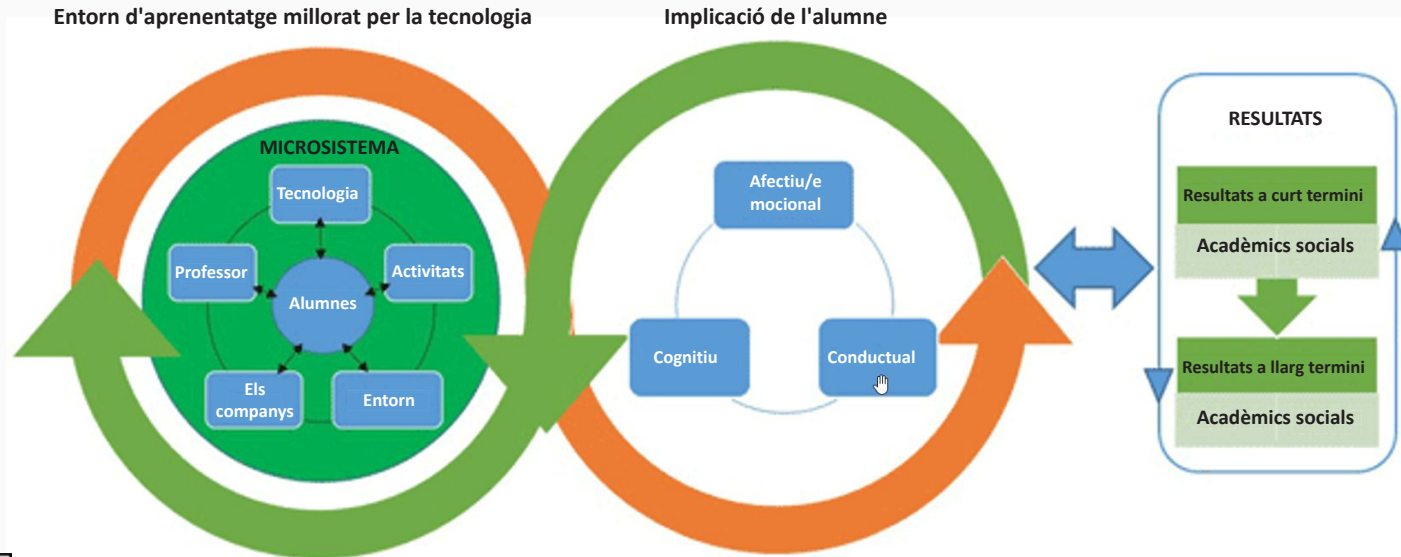 Entorn d'aprenentatge millorat per la tecnologia
Implicació de l'alumne
MICROSISTEMA
Tecnologia
Professor
Activitats
Alumnes
Els
companys
Entorn
Afectiu/e
mocional
Cognitiu
Conductual
RESULTATS
Resultats a curt termini
Acadèmics socials
Resultats a llarg termini
Acadèmics socials